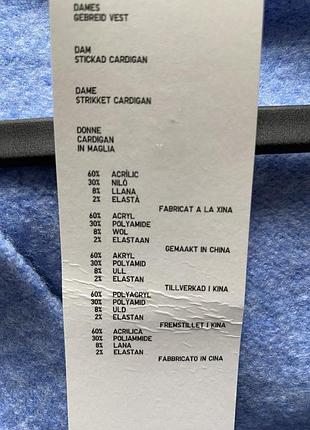 DAMES
GEBREID VEST
DAM
STICKAD CARDIGAN
DAME
STRIKKET CARDIGAN
DONNE
CARDIGAN
IN MAGLIA
60% ACRÍLIC
30% NILÓ
8% LLANA
2% ELASTÀ
FABRICAT A LA XINA
60% ACRYL
30% POLYAMIDE
8% WOL
2% ELASTAAN
GEMAAKT IN CHINA
60% AKRYL
30% POLYAMID
8% ULL
2% ELASTAN
TILLVERKAD I KINA
60% POLYACRYL
30% POLYAMID
8% ULD
2% ELASTAN
FREMSTILLET I KINA
60% ACRILICA
30% POLIAMMIDE
8% LANA
2% ELASTAN
FABBRICATO IN CINA